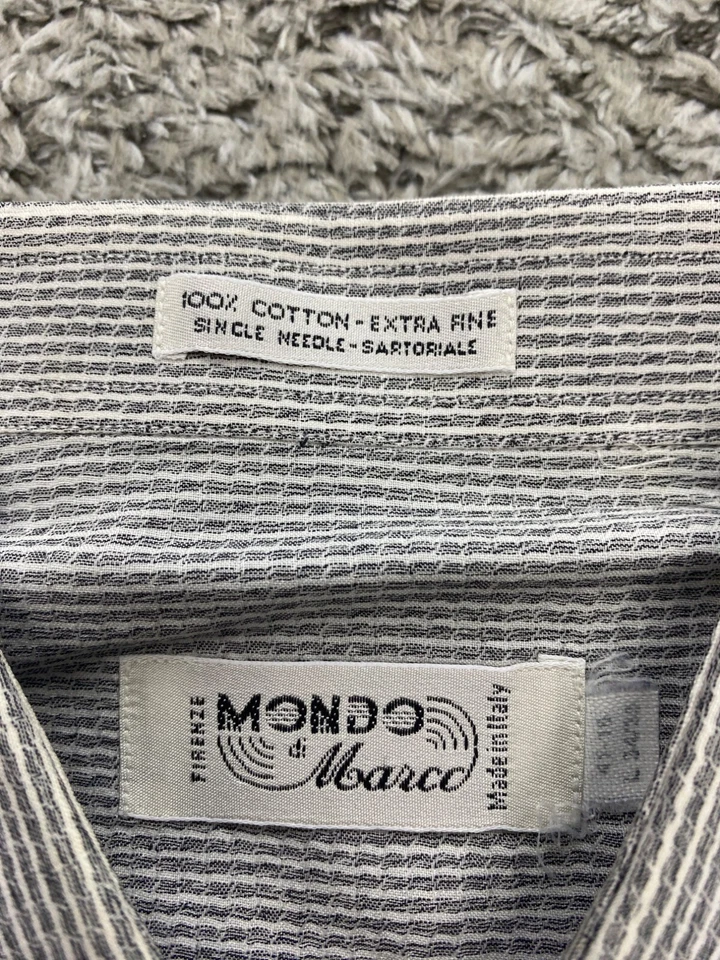 100% COTTON-EXTRA FINE
SINGLE NEEDLE-SARTORIALE
FIRENZE
MONDO
di
Marco
Made in Italy